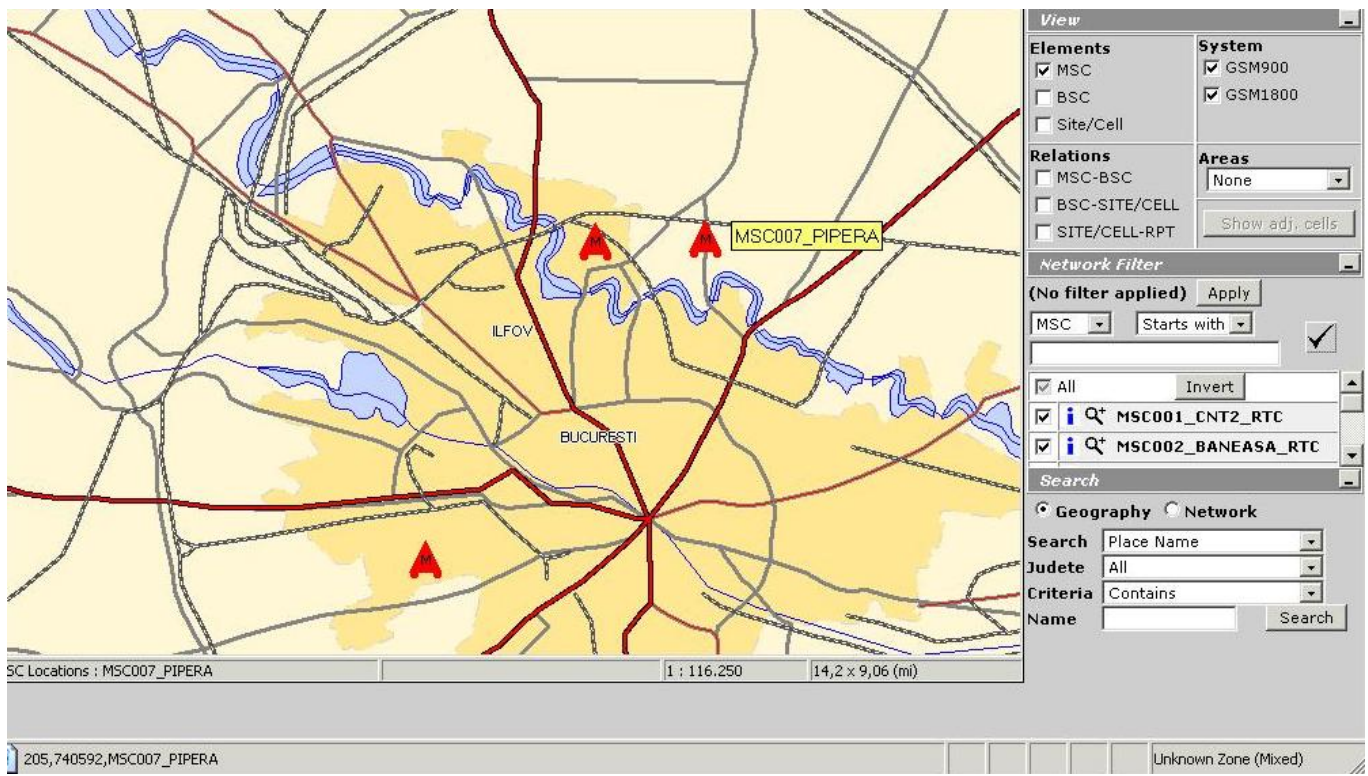 MSC007_PIPERA
ILFOV
BUCURESTI
M
M
M
SC Locations : MSC007_PIPERA
1 : 116.250
14,2 x 9,06 (mi)
View
Elements
MSC
BSC
Site/Cell
System
GSM900
GSM1800
Relations
MSC-BSC
BSC-SITE/CELL
SITE/CELL-RPT
Areas
None
Show adj. cells
Network Filter
(No filter applied) Apply
MSC Starts with
All Invert
MSC001_CNT2_RTC
MSC002_BANEASA_RTC
Search
Geography Network
Search Place Name
Judete All
Criteria Contains
Name Search
205,740592,MSC007_PIPERA
Unknown Zone (Mixed)